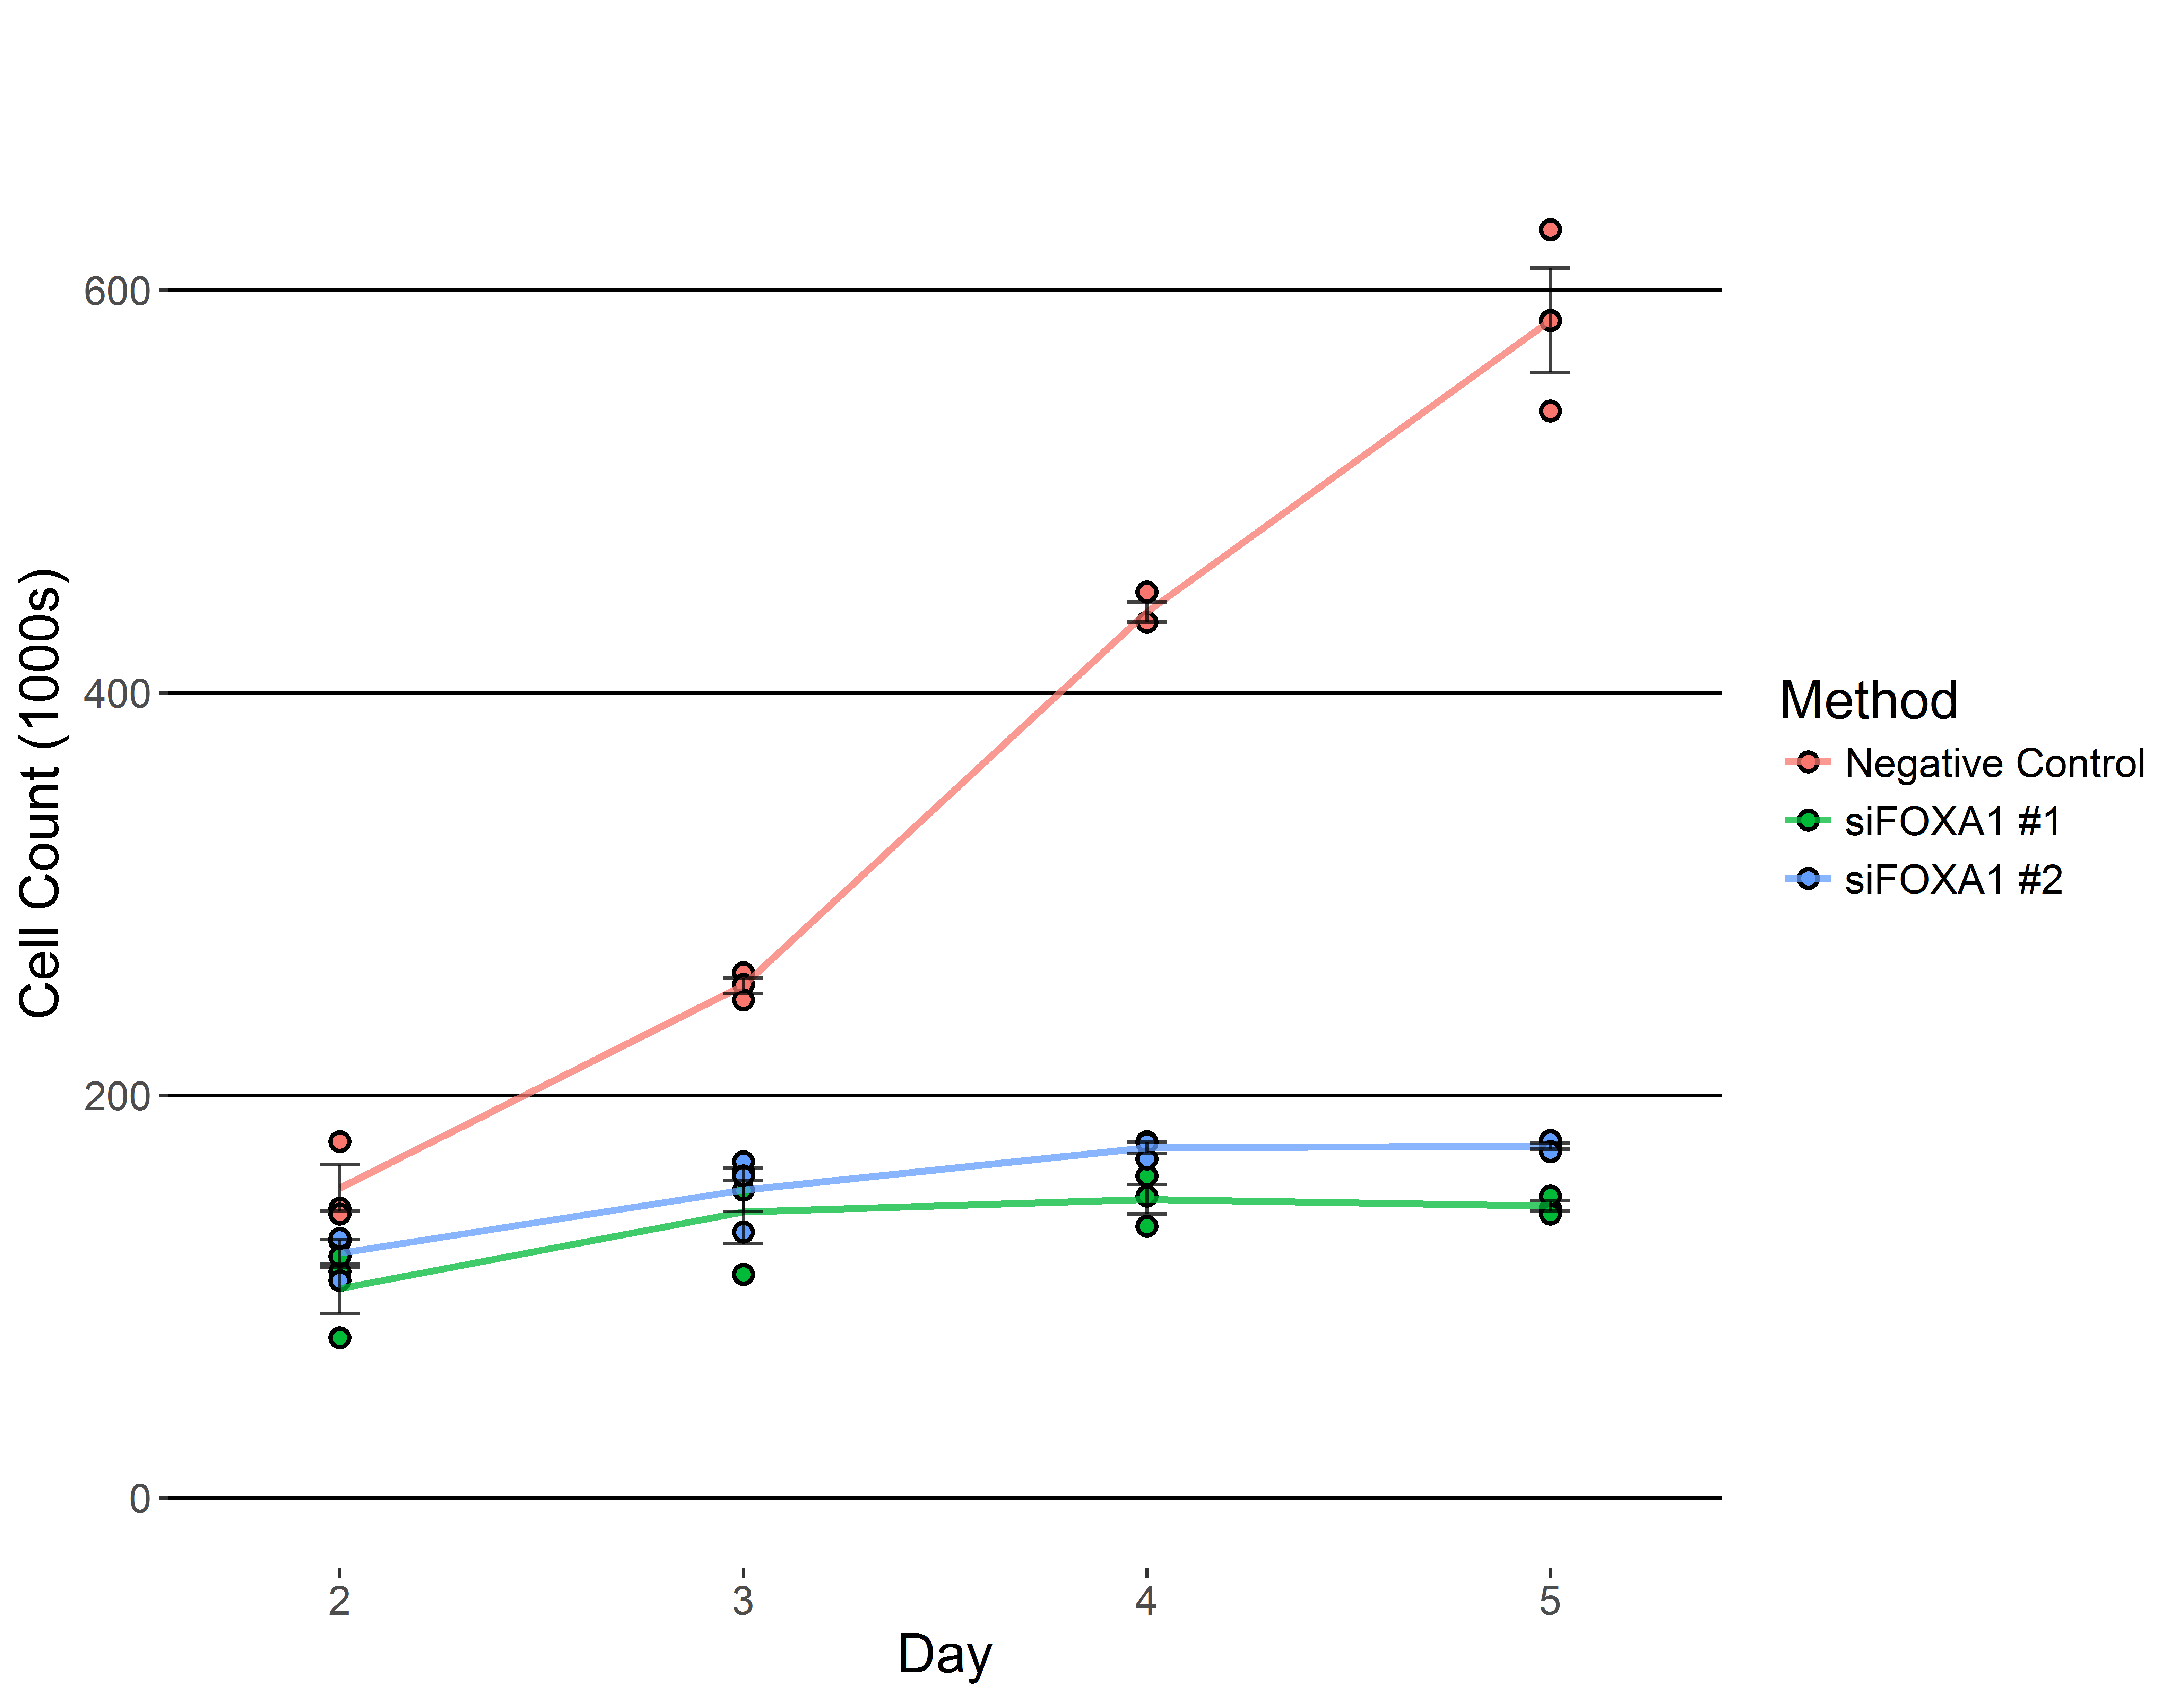 Cell Count (1000s)
600
400
200
0
2 3 4 5
Day
Method
Negative Control
siFOXA1 #1
siFOXA1 #2